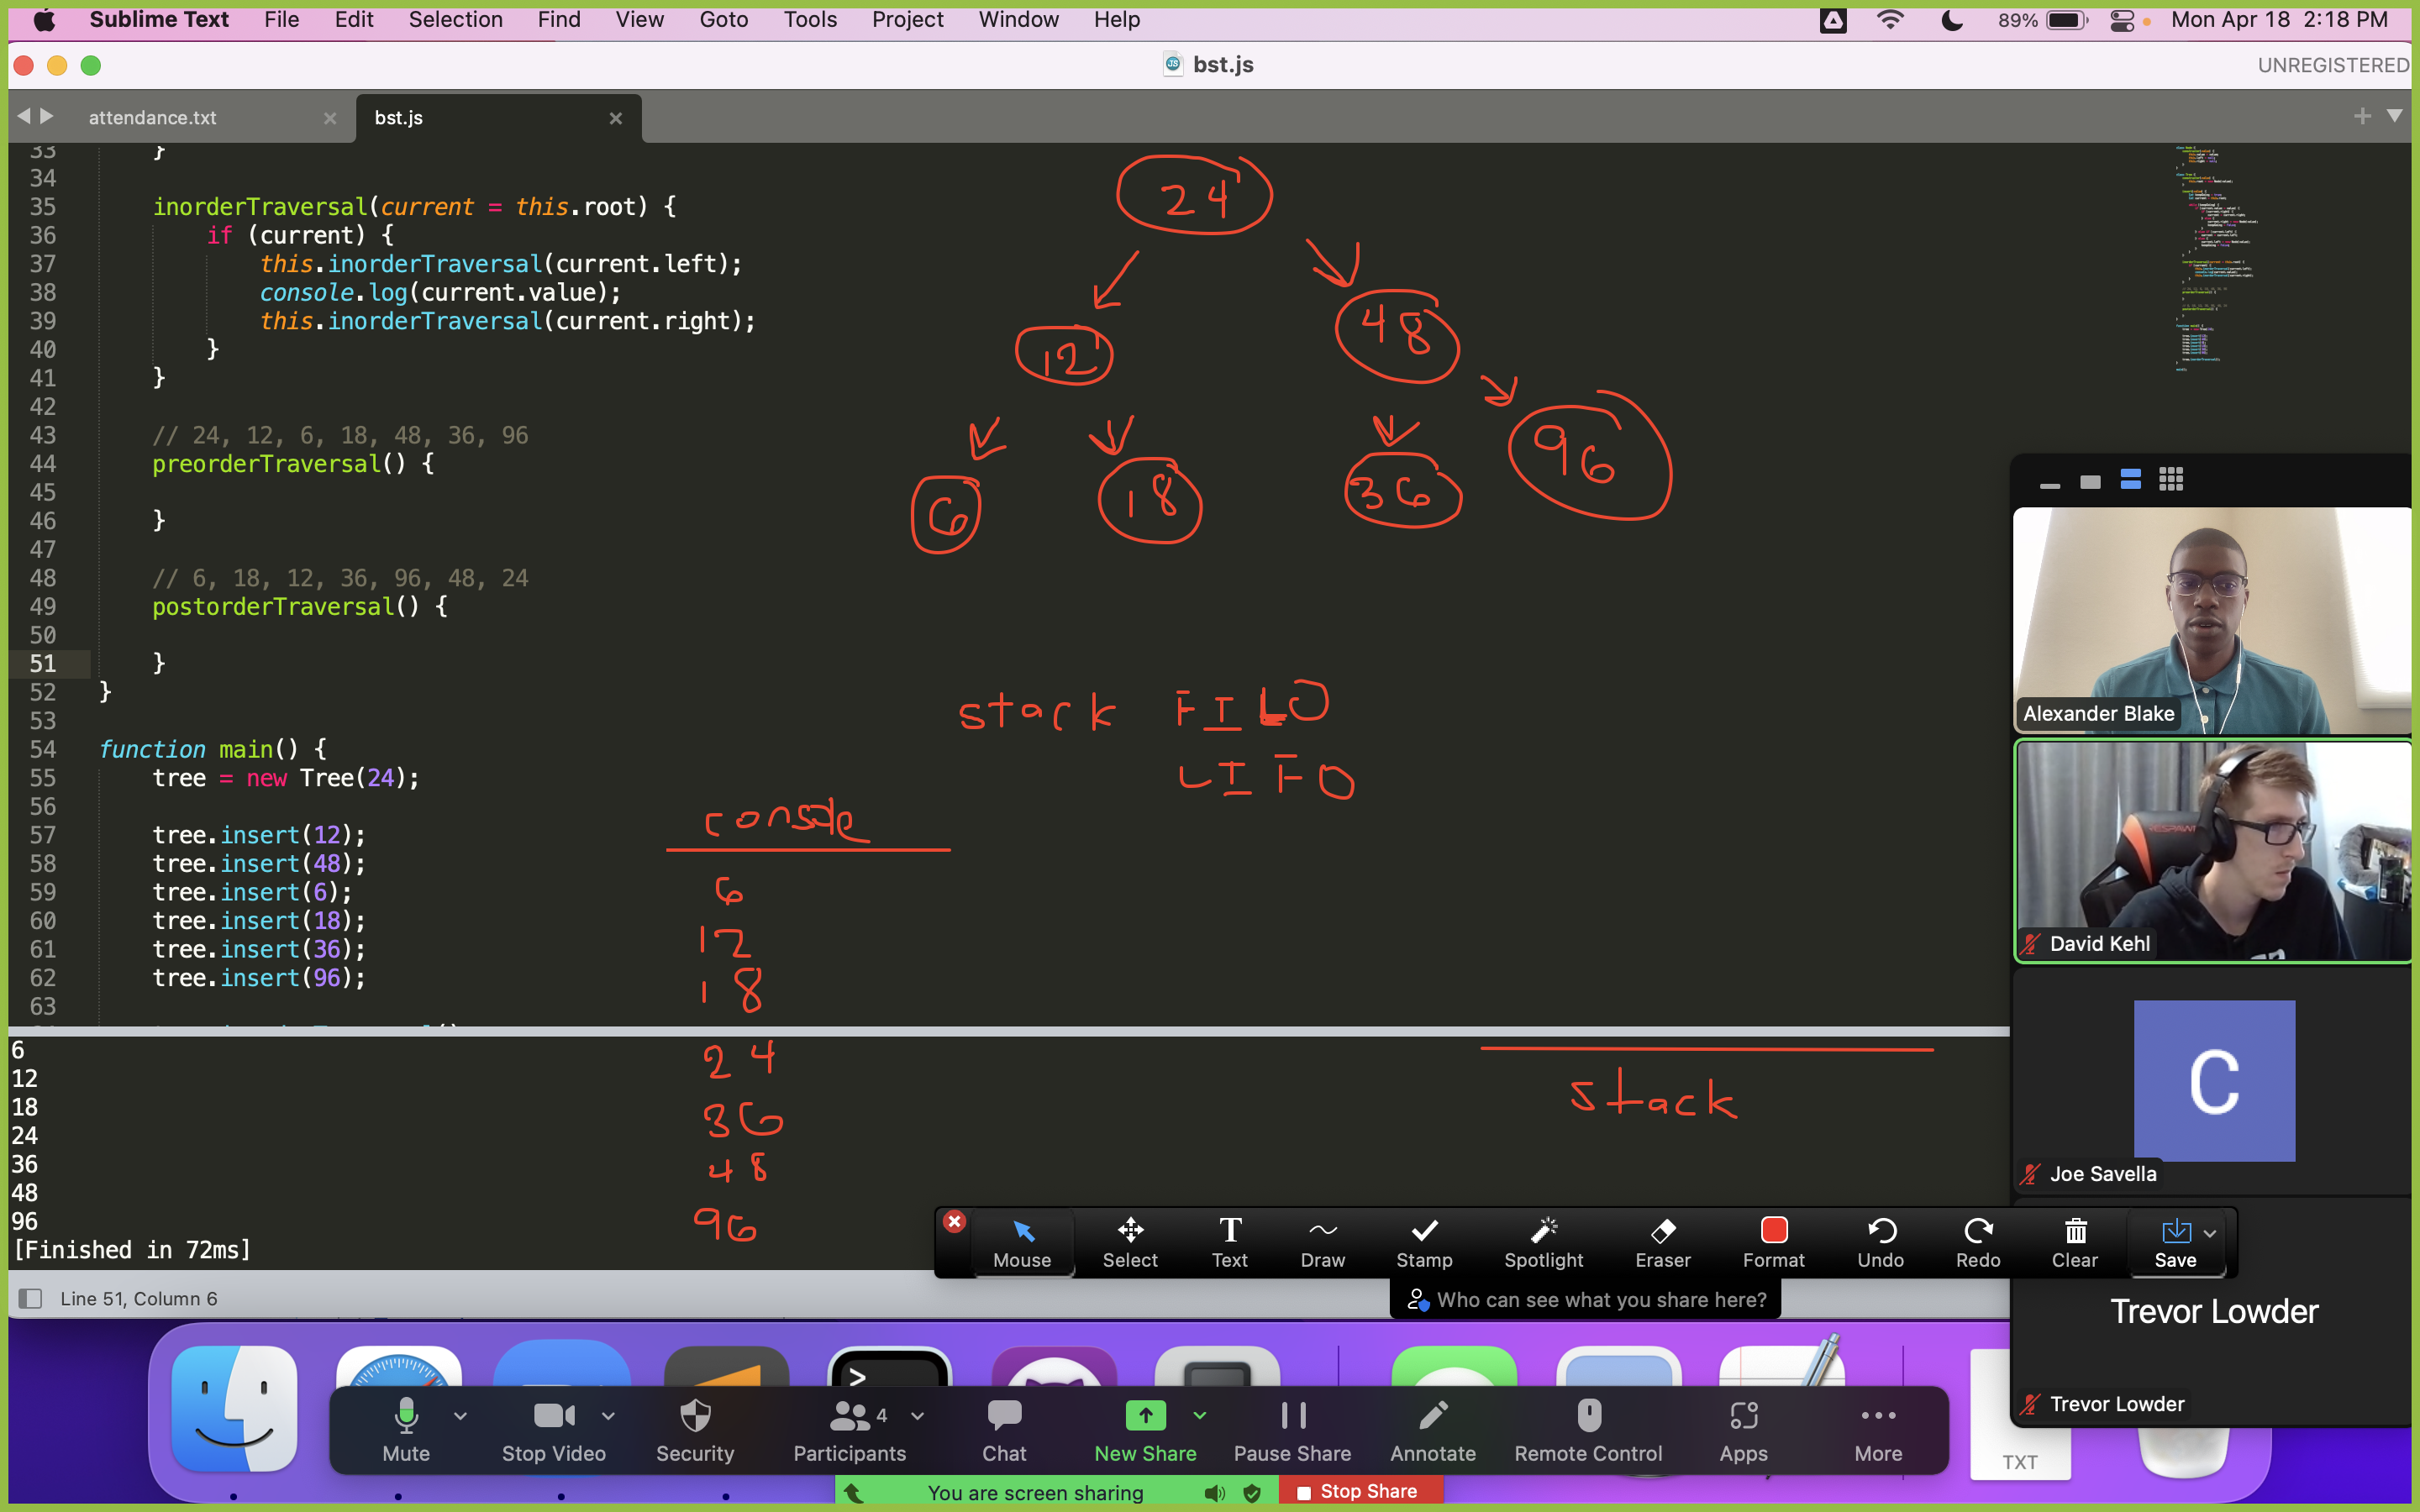 Sublime Text File Edit Selection Find View Goto Tools Project Window Help 89% Mon Apr 18 2:18 PM
bst.js UNREGISTERED
attendance.txt bst.js
33 }
34
35 inorderTraversal(current = this.root) {
36 if (current) {
37 this.inorderTraversal(current.left);
38 console.log(current.value);
39 this.inorderTraversal(current.right);
40 }
41 }
42
43 // 24, 12, 6, 18, 48, 36, 96
44 preorderTraversal() {
45
46 }
47
48 // 6, 18, 12, 36, 96, 48, 24
49 postorderTraversal() {
50
51 }
52 }
53
54 function main() {
55 tree = new Tree(24);
56
57 tree.insert(12);
58 tree.insert(48);
59 tree.insert(6);
60 tree.insert(18);
61 tree.insert(36);
62 tree.insert(96);
63
24
12 48
6 18 36 96
stack FILO
LIFO
console
6
12
18
24
36
48
96
stack
6
12
18
24
36
48
96
[Finished in 72ms]
Line 51, Column 6
Alexander Blake
David Kehl
C
Joe Savella
Trevor Lowder
Trevor Lowder
Mouse Select Text Draw Stamp Spotlight Eraser Format Undo Redo Clear Save
Who can see what you share here?
TXT
4
Mute Stop Video Security Participants Chat New Share Pause Share Annotate Remote Control Apps More
You are screen sharing Stop Share